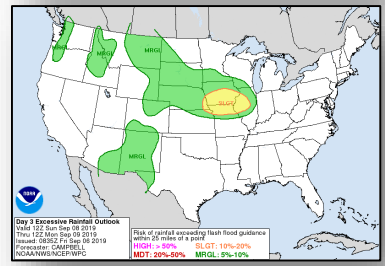 MRGL
MRGL
MRGL
SLGT
MRGL
noaa
Day 3 Excessive Rainfall Outlook
Valid 12Z Sun Sep 08 2019
Thru 12Z Mon Sep 09 2019
Issued: 0835Z Fri Sep 06 2019
Forecaster: CAMPBELL
NOAA/NWS/NCEP/WPC
Risk of rainfall exceeding flash flood guidance
within 25 miles of a point
HIGH: > 50% SLGT: 10%-20%
MDT: 20%-50% MRGL: 5%-10%